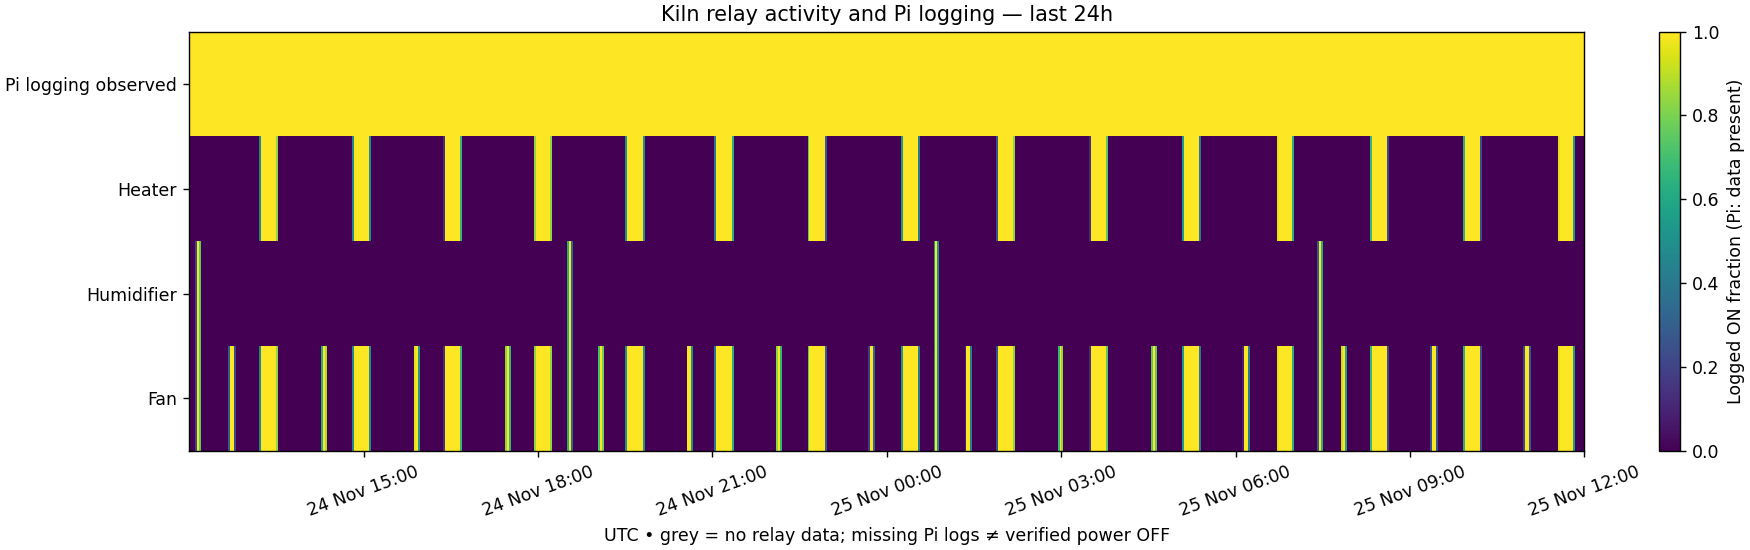 Kiln relay activity and Pi logging — last 24h
Pi logging observed
Heater
Humidifier
Fan
24 Nov 15:00
24 Nov 18:00
24 Nov 21:00
25 Nov 00:00
25 Nov 03:00
25 Nov 06:00
25 Nov 09:00
25 Nov 12:00
UTC • grey = no relay data; missing Pi logs ≠ verified power OFF
1.0
0.8
0.6
0.4
0.2
0.0
Logged ON fraction (Pi: data present)